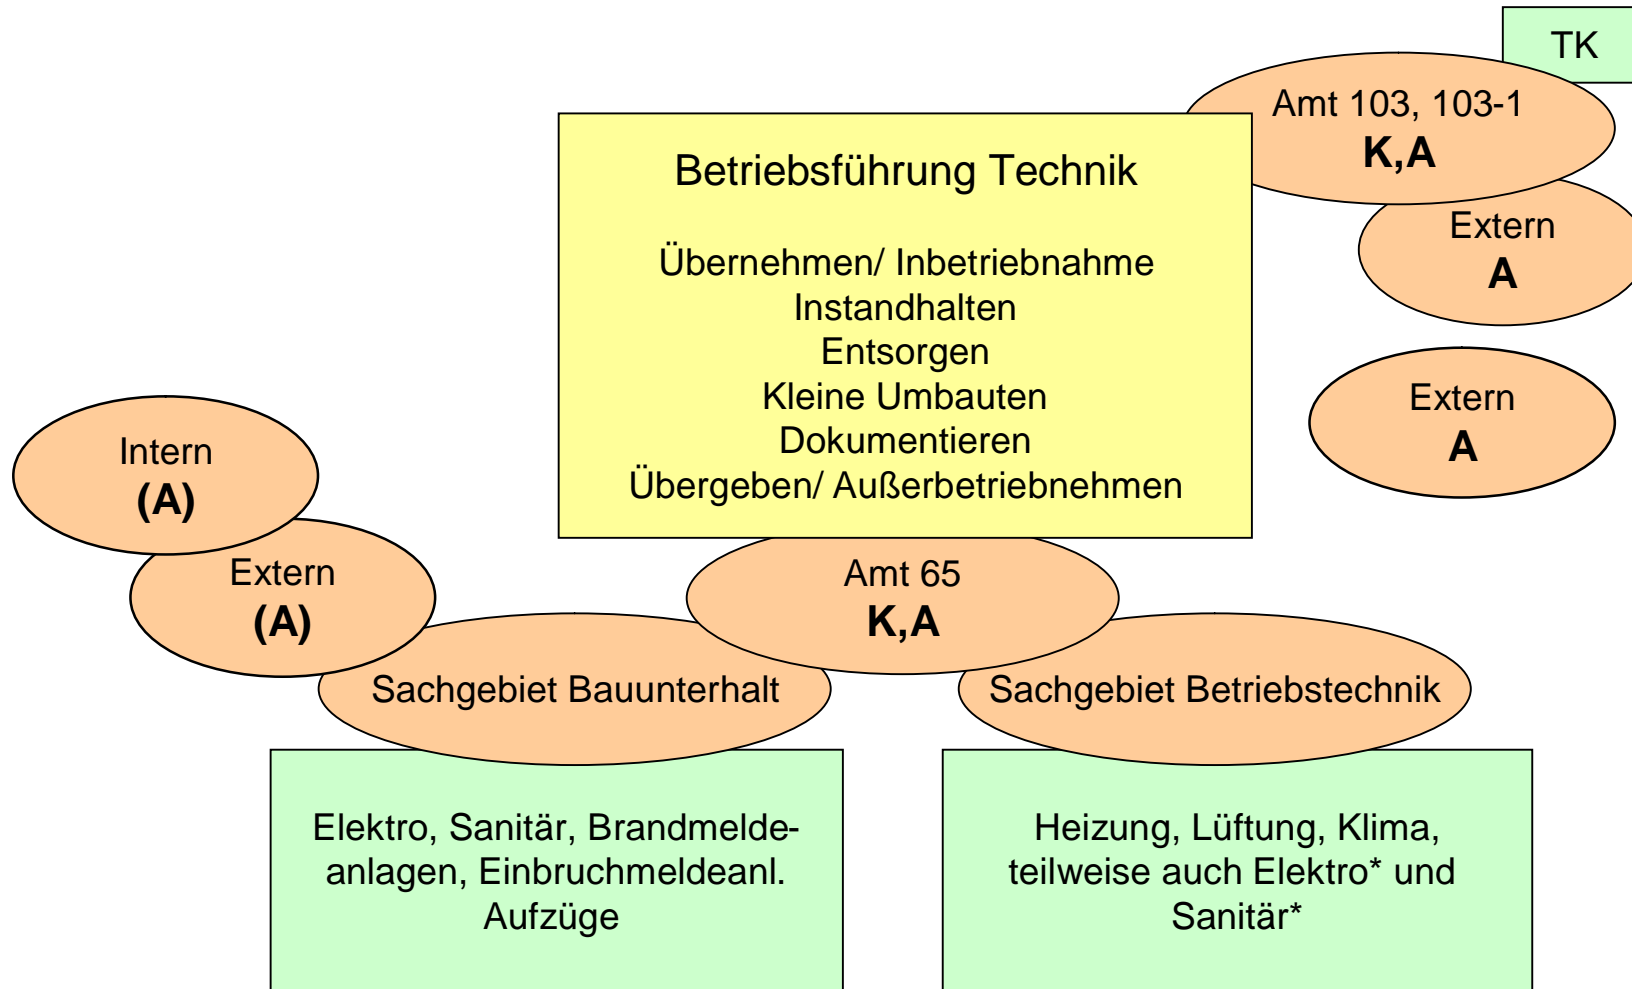 TK
Amt 103, 103-1
K,A
Betriebsführung Technik
Übernehmen/ Inbetriebnahme
Instandhalten
Entsorgen
Kleine Umbauten
Dokumentieren
Übergeben/ Außerbetriebnehmen
Extern
A
Extern
A
Intern
(A)
Extern
(A)
Amt 65
K,A
Sachgebiet Bauunterhalt
Sachgebiet Betriebstechnik
Elektro, Sanitär, Brandmelde-
anlagen, Einbruchmeldeanl.
Aufzüge
Heizung, Lüftung, Klima,
teilweise auch Elektro* und
Sanitär*